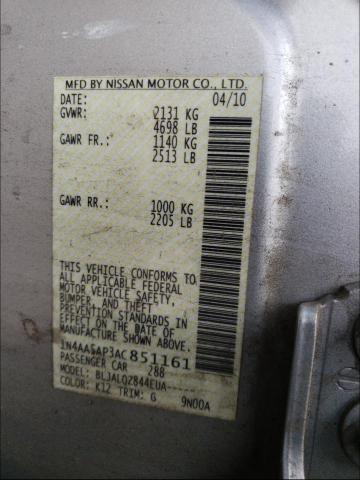 MFD BY NISSAN MOTOR CO., LTD.
DATE: 04/10
GVWR: 2131 KG
4698 LB
GAWR FR.: 1140 KG
2513 LB
GAWR RR.: 1000 KG
2205 LB
THIS VEHICLE CONFORMS TO
ALL APPLICABLE FEDERAL
MOTOR VEHICLE SAFETY,
BUMPER, AND THEFT
PREVENTION STANDARDS IN
EFFECT ON THE DATE OF
MANUFACTURE SHOWN ABOVE.
1N4AA5AP3AC851161
PASSENGER CAR 288
MODEL: BLJALQZ844EUA------
COLOR: K12 TRIM: G 9N00A